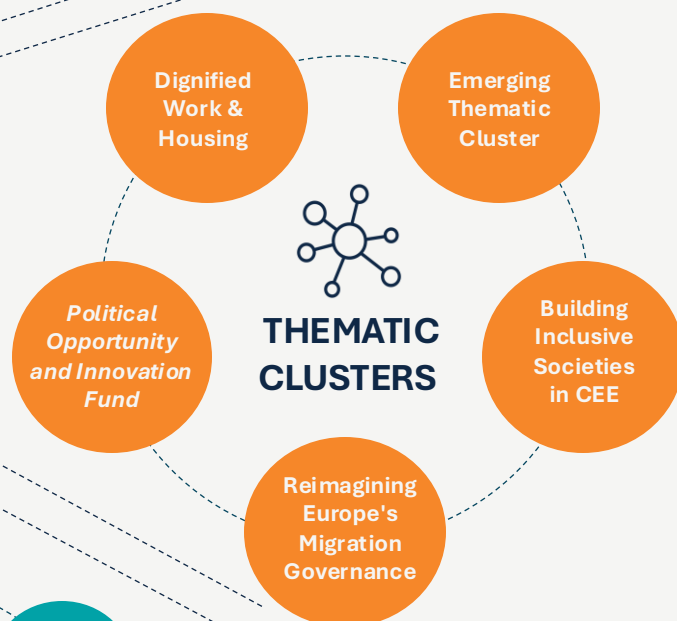 Dignified
Work &
Housing
Emerging
Thematic
Cluster
Political
Opportunity
and Innovation
Fund
THEMATIC
CLUSTERS
Building
Inclusive
Societies
in CEE
Reimagining
Europe's
Migration
Governance